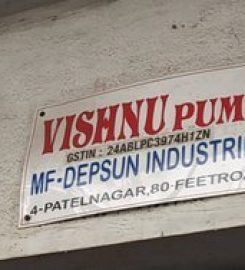 VISHNU PUM
GSTIN : 24ABLPC3974H1ZN
MF-DEPSUN INDUSTRI
4-PATELNAGAR,80-FEETRO